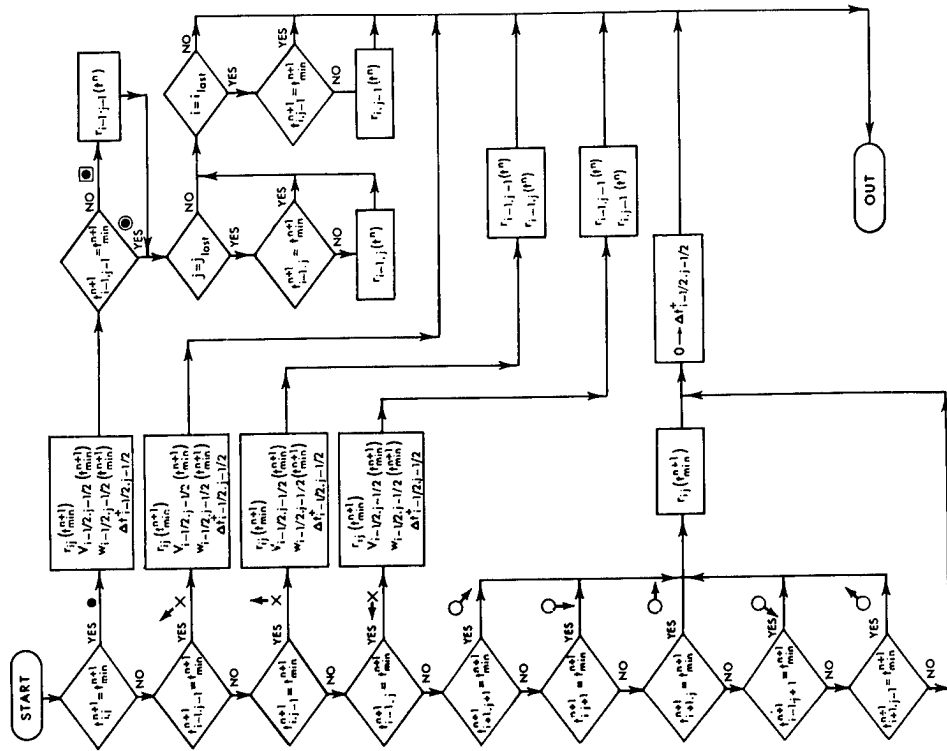 START
t^{n+1}_{ij} = t^{n+1}_{min}
YES
NO
r_{ij} (t^{n+1}_{min})
V_{i-1/2, j-1/2} (t^{n+1}_{min})
w_{i-1/2, j-1/2} (t^{n+1}_{min})
Δt^{+}_{i-1/2, j-1/2}
t^{n+1}_{i-1, j-1} = t^{n+1}_{min}
NO
YES
r_{i-1, j-1} (t^n)
j = j_{last}
NO
YES
t^{n+1}_{i-1, j} = t^{n+1}_{min}
YES
NO
r_{i-1, j} (t^n)
i = i_{last}
NO
YES
t^{n+1}_{i, j-1} = t^{n+1}_{min}
YES
NO
r_{i, j-1} (t^n)
t^{n+1}_{i-1, j-1} = t^{n+1}_{min}
YES
NO
X
r_{ij} (t^{n+1}_{min})
V_{i-1/2, j-1/2} (t^{n+1}_{min})
w_{i-1/2, j-1/2} (t^{n+1}_{min})
Δt^{+}_{i-1/2, j-1/2}
t^{n+1}_{i, j-1} = t^{n+1}_{min}
YES
NO
X
r_{ij} (t^{n+1}_{min})
V_{i-1/2, j-1/2} (t^{n+1}_{min})
w_{i-1/2, j-1/2} (t^{n+1}_{min})
Δt^{+}_{i-1/2, j-1/2}
r_{i-1, j-1} (t^n)
r_{i-1, j} (t^n)
t^{n+1}_{i-1, j} = t^{n+1}_{min}
YES
NO
X
r_{ij} (t^{n+1}_{min})
V_{i-1/2, j-1/2} (t^{n+1}_{min})
w_{i-1/2, j-1/2} (t^{n+1}_{min})
Δt^{+}_{i-1/2, j-1/2}
r_{i-1, j-1} (t^n)
r_{i, j-1} (t^n)
t^{n+1}_{i+1, j+1} = t^{n+1}_{min}
YES
NO
t^{n+1}_{i, j+1} = t^{n+1}_{min}
YES
NO
t^{n+1}_{i+1, j} = t^{n+1}_{min}
YES
NO
r_{ij} (t^{n+1}_{min})
0 → Δt^{+}_{i-1/2, j-1/2}
t^{n+1}_{i-1, j+1} = t^{n+1}_{min}
YES
NO
t^{n+1}_{i+1, j-1} = t^{n+1}_{min}
YES
NO
OUT